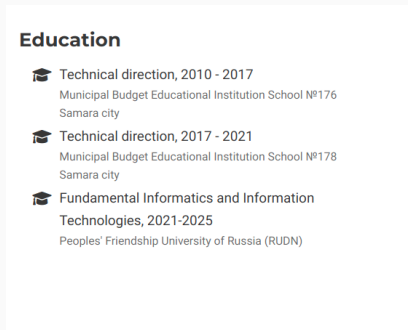 Education
Technical direction, 2010 - 2017
Municipal Budget Educational Institution School №176
Samara city
Technical direction, 2017 - 2021
Municipal Budget Educational Institution School №178
Samara city
Fundamental Informatics and Information
Technologies, 2021-2025
Peoples' Friendship University of Russia (RUDN)